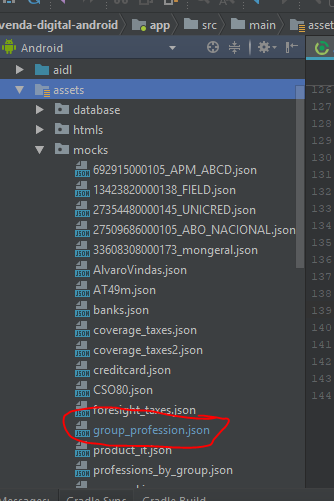 venda-digital-android app src main asset
Android
aidl
assets
126
database
127
htmls
128
mocks
129
692915000105_APM_ABCD.json
130
13423820000138_FIELD.json
131
27354480000145_UNICRED.json
132
27509686000105_ABO_NACIONAL.json
133
33608308000173_mongeral.json
134
AlvaroVindas.json
135
AT49m.json
136
banks.json
137
coverage_taxes.json
138
coverage_taxes2.json
139
creditcard.json
140
CSO80.json
141
foresight_taxes.json
142
group_profession.json
143
product_it.json
144
professions_by_group.json
Messages Gradle Sync Gradle Build